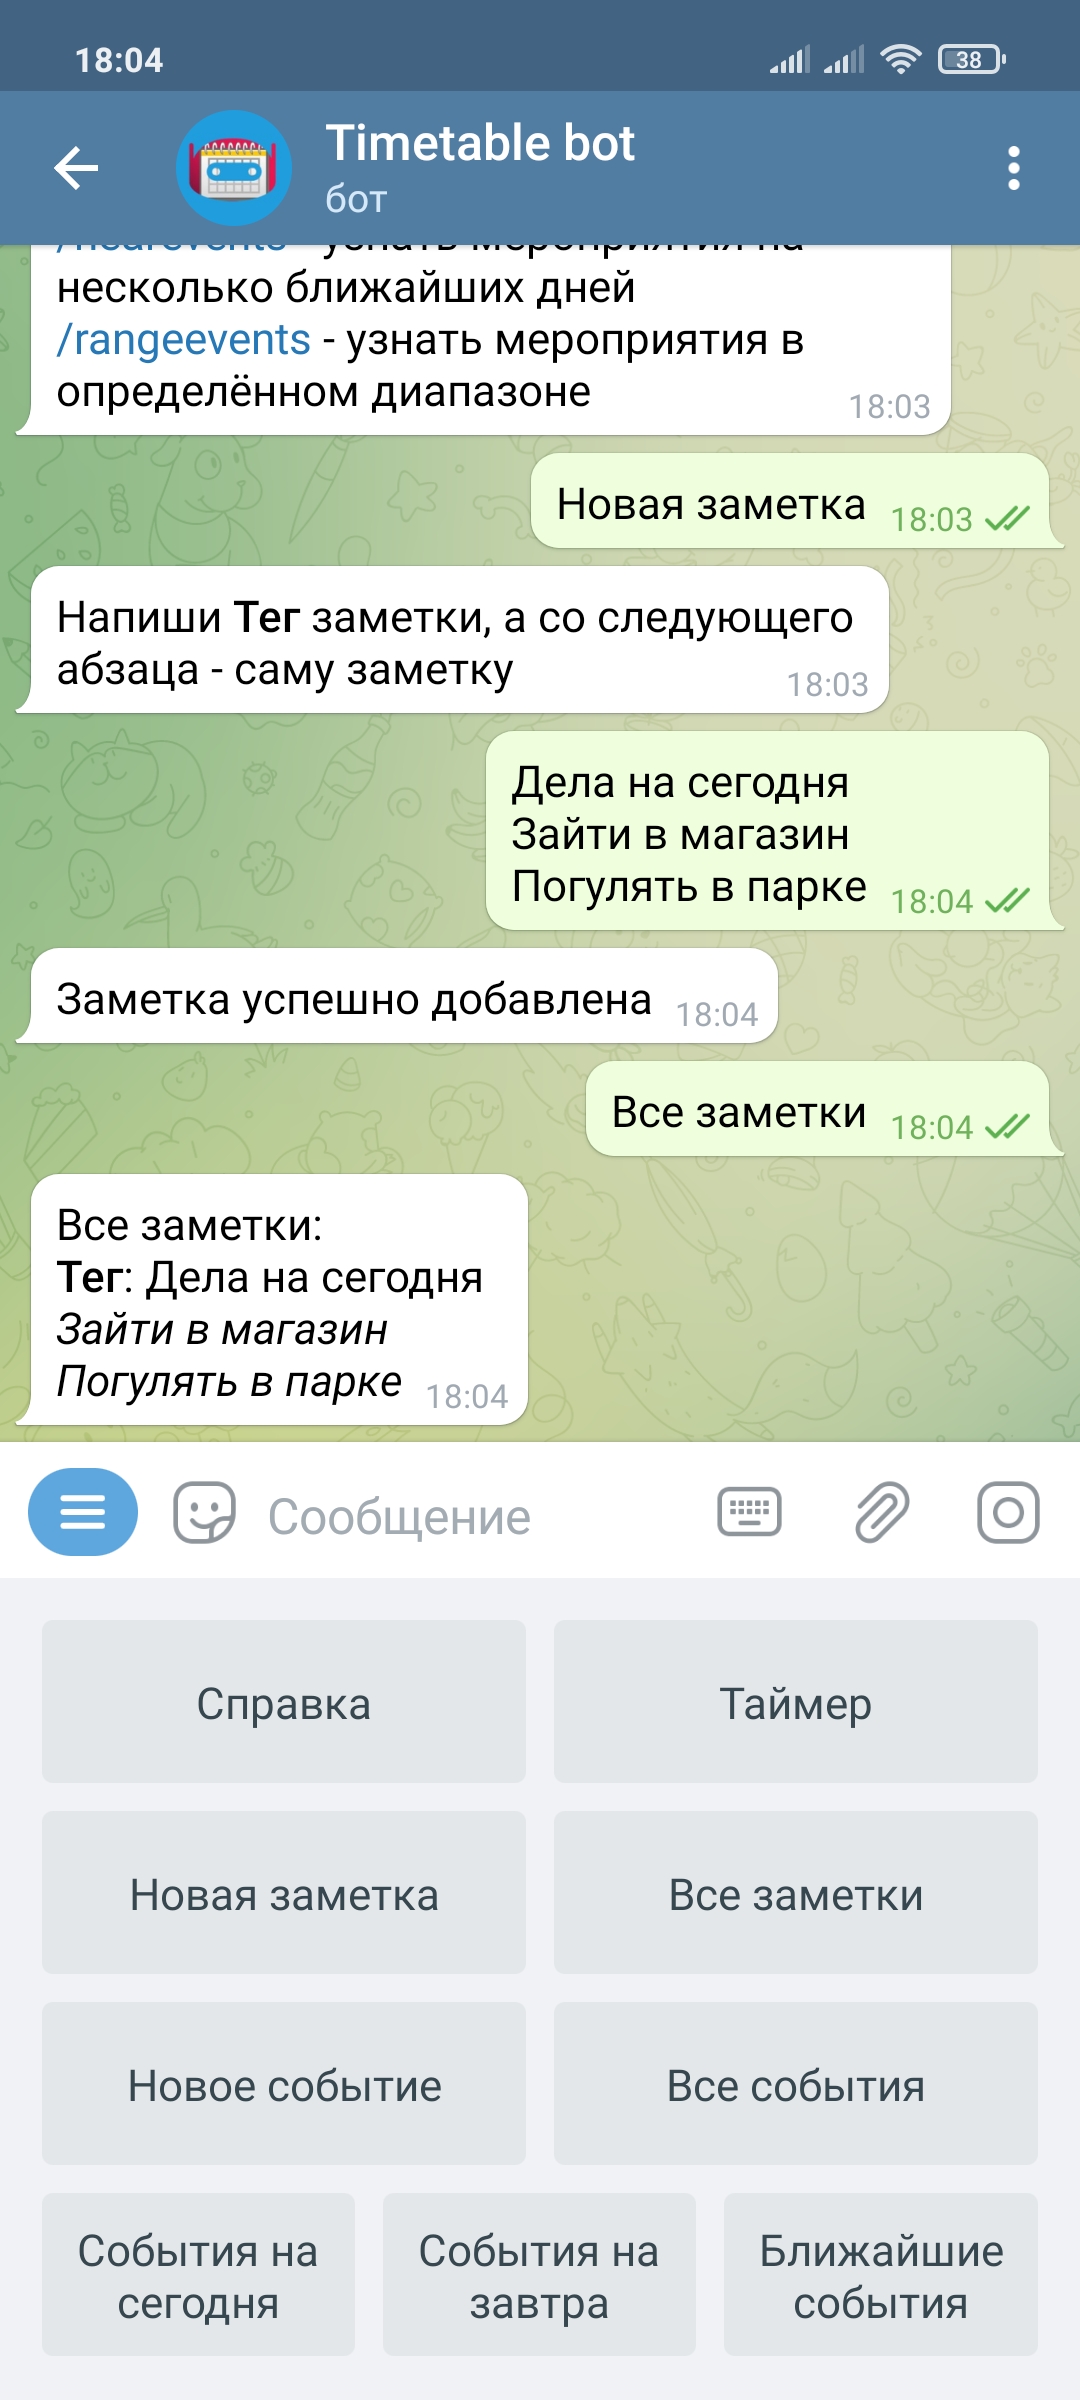 18:04
38
Timetable bot
бот
/nearevents - узнать мероприятия на
несколько ближайших дней
/rangeevents - узнать мероприятия в
определённом диапазоне
18:03
Новая заметка
18:03
Напиши Тег заметки, а со следующего
абзаца - саму заметку
18:03
Дела на сегодня
Зайти в магазин
Погулять в парке
18:04
Заметка успешно добавлена
18:04
Все заметки
18:04
Все заметки:
Тег: Дела на сегодня
Зайти в магазин
Погулять в парке
18:04
Сообщение
Справка
Таймер
Новая заметка
Все заметки
Новое событие
Все события
События на
сегодня
События на
завтра
Ближайшие
события